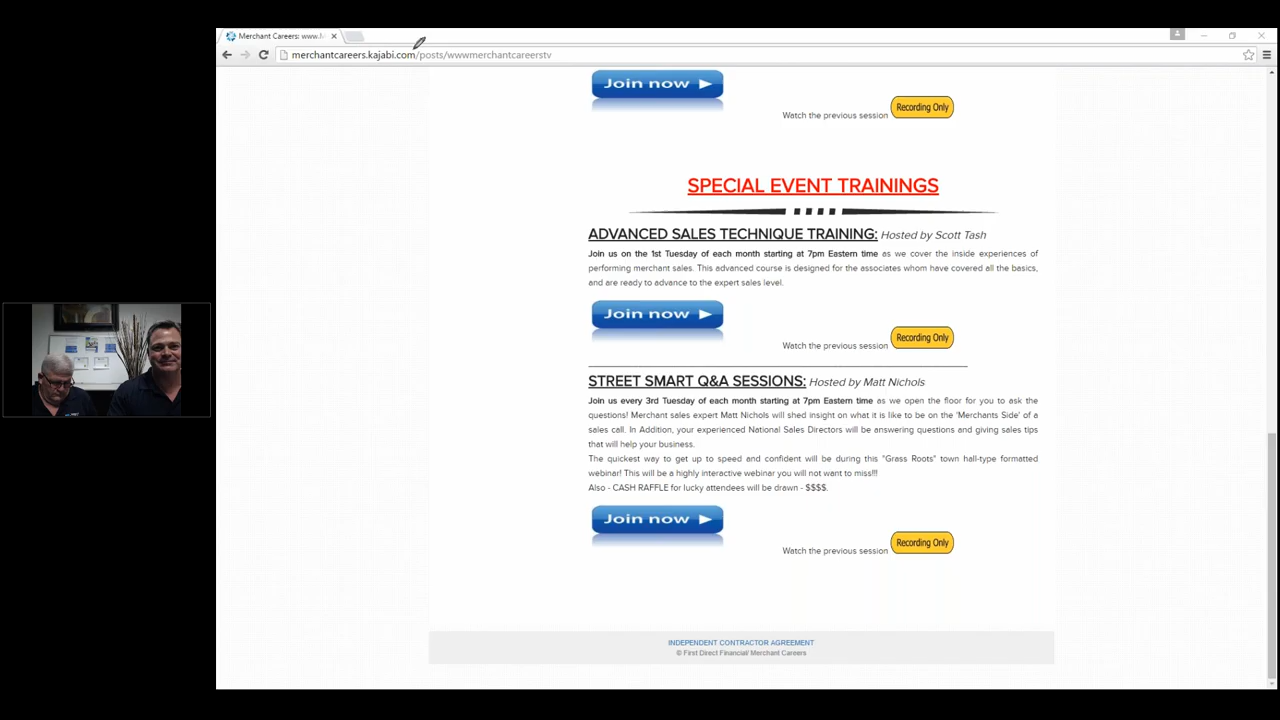 Merchant Careers: www.M
merchantcareers.kajabi.com/posts/wwwmerchantcareerstv
Join now
Watch the previous session Recording Only
SPECIAL EVENT TRAININGS
ADVANCED SALES TECHNIQUE TRAINING: Hosted by Scott Tash
Join us on the 1st Tuesday of each month starting at 7pm Eastern time as we cover the inside experiences of
performing merchant sales. This advanced course is designed for the associates whom have covered all the basics,
and are ready to advance to the expert sales level.
Join now
Watch the previous session Recording Only
STREET SMART Q&A SESSIONS: Hosted by Matt Nichols
Join us every 3rd Tuesday of each month starting at 7pm Eastern time as we open the floor for you to ask the
questions! Merchant sales expert Matt Nichols will shed insight on what it is like to be on the 'Merchants Side' of a
sales call. In Addition, your experienced National Sales Directors will be answering questions and giving sales tips
that will help your business.
The quickest way to get up to speed and confident will be during this "Grass Roots" town hall-type formatted
webinar! This will be a highly interactive webinar you will not want to miss!!!
Also - CASH RAFFLE for lucky attendees will be drawn - $$$$.
Join now
Watch the previous session Recording Only
INDEPENDENT CONTRACTOR AGREEMENT
© First Direct Financial/ Merchant Careers